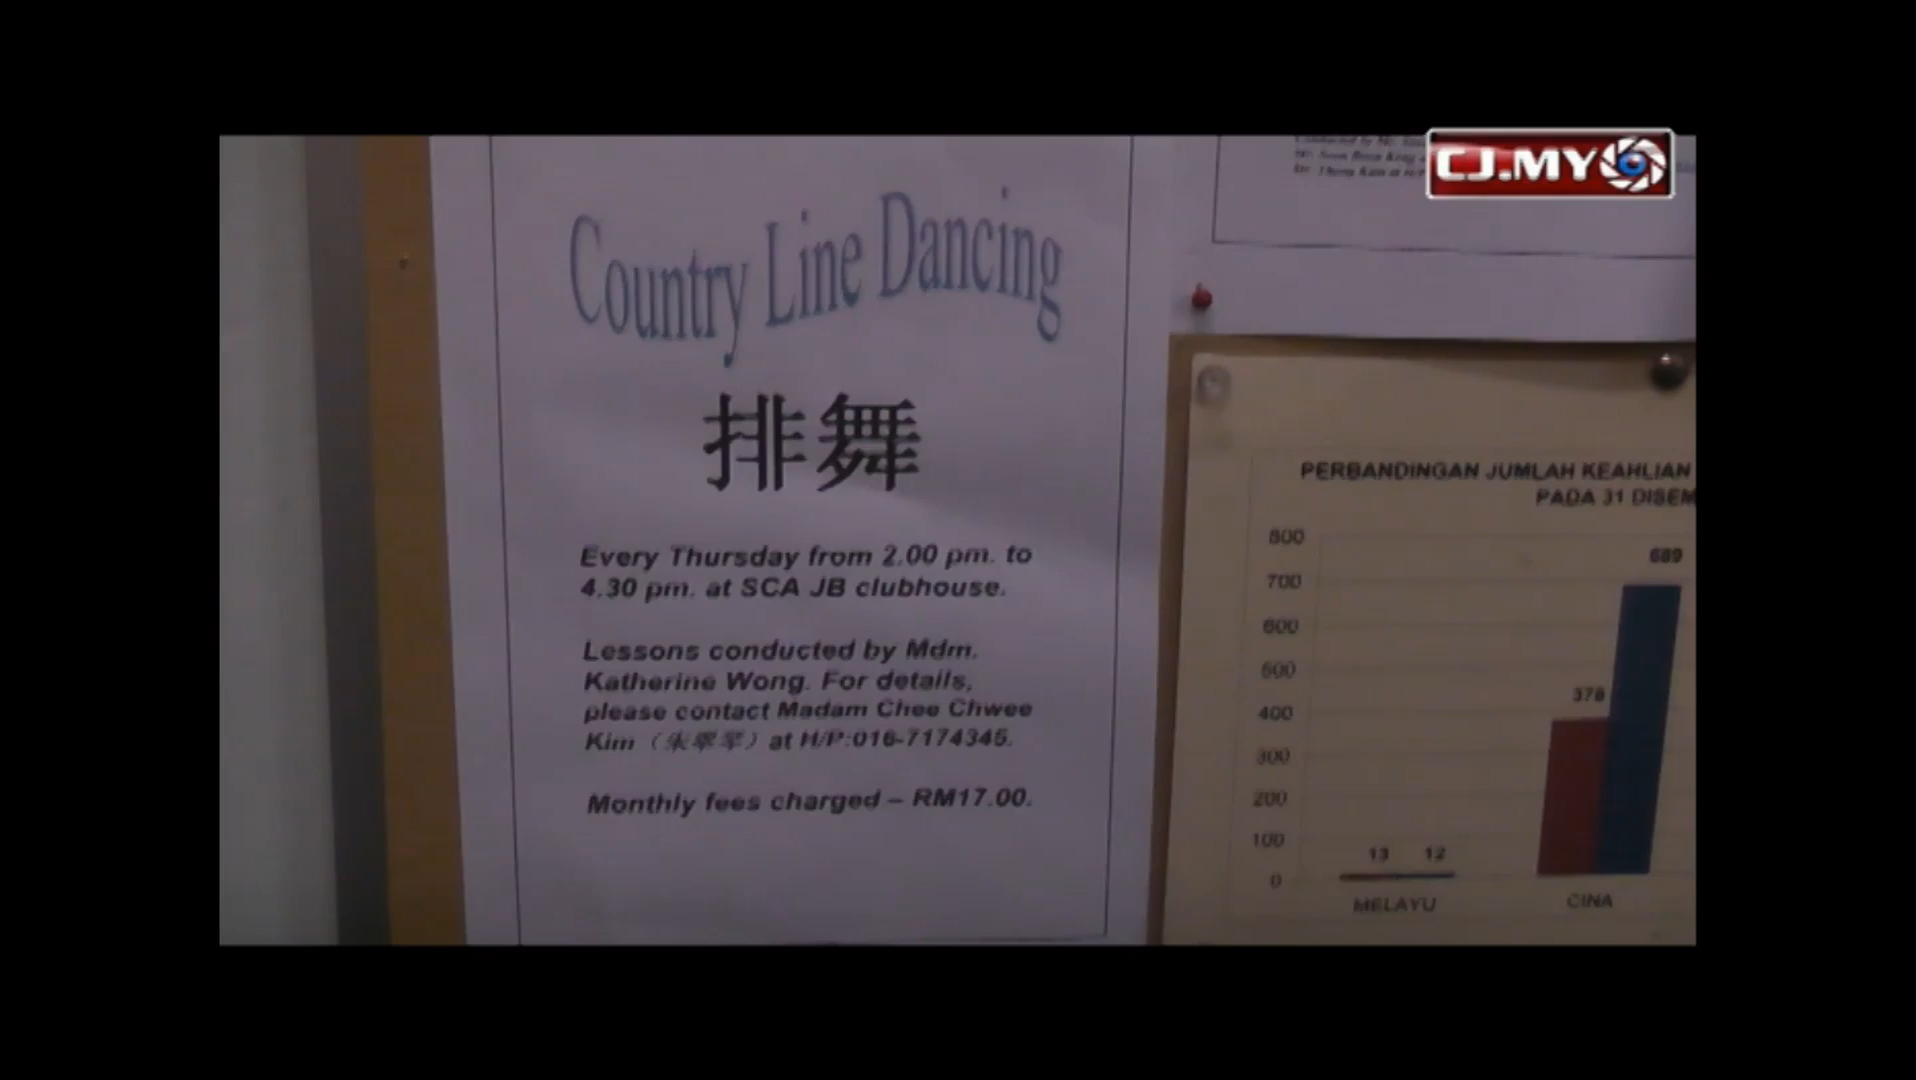 Country Line Dancing
排舞
Every Thursday from 2.00 pm. to
4.30 pm. at SCA JB clubhouse.
Lessons conducted by Mdm.
Katherine Wong. For details,
please contact Madam Chee Chwee
Kim（朱翠琴）at H/P:016-7174345.
Monthly fees charged – RM17.00.
CJ.MY
PERBANDINGAN JUMLAH KEAHLIAN
PADA 31 DISEM
800
700
600
500
400
300
200
100
0
13
12
378
689
MELAYU
CINA